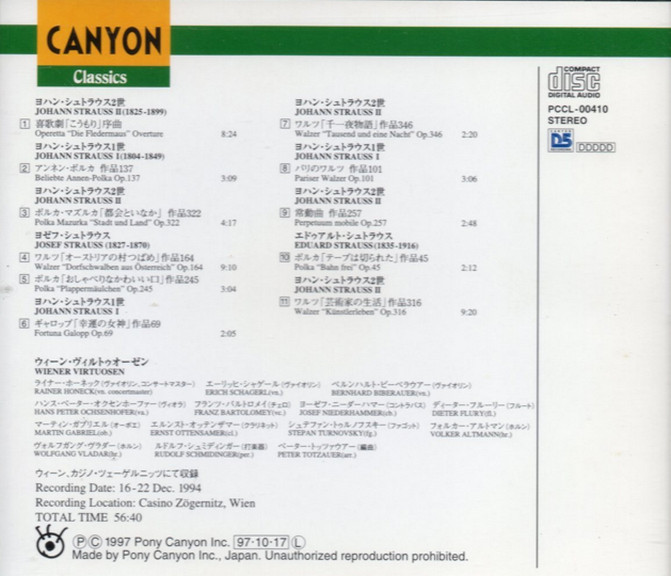 CANYON
Classics
ヨハン・シュトラウス2世
JOHANN STRAUSS II (1825-1899)
1 喜歌劇「こうもり」序曲
Operetta "Die Fledermaus" Overture 8:24
ヨハン・シュトラウス1世
JOHANN STRAUSS I (1804-1849)
2 アンネン・ポルカ 作品137
Beliebte Annen-Polka Op.137 3:09
ヨハン・シュトラウス2世
JOHANN STRAUSS II
3 ポルカ・マズルカ「都会といなか」 作品322
Polka Mazurka "Stadt und Land" Op.322 4:17
ヨゼフ・シュトラウス
JOSEF STRAUSS (1827-1870)
4 ワルツ「オーストリアの村つばめ」作品164
Walzer "Dorfschwalben aus Österreich" Op.164 9:10
5 ポルカ「おしゃべりなかわいい口」作品245
Polka "Plappermäulchen" Op.245 3:04
ヨハン・シュトラウス1世
JOHANN STRAUSS I
6 ギャロップ「幸運の女神」作品69
Fortuna Galopp Op.69 2:05
ヨハン・シュトラウス2世
JOHANN STRAUSS II
7 ワルツ「千一夜物語」作品346
Walzer "Tausend und eine Nacht" Op.346 2:20
ヨハン・シュトラウス1世
JOHANN STRAUSS I
8 パリのワルツ 作品101
Pariser Walzer Op.101 3:06
ヨハン・シュトラウス2世
JOHANN STRAUSS II
9 常動曲 作品257
Perpetuum mobile Op.257 2:48
エドゥアルト・シュトラウス
EDUARD STRAUSS (1835-1916)
10 ポルカ「テープは切られた」作品45
Polka "Bahn frei" Op.45 2:12
ヨハン・シュトラウス2世
JOHANN STRAUSS II
11 ワルツ「芸術家の生活」作品316
Walzer "Künstlerleben" Op.316 9:20
COMPACT
disc
DIGITAL AUDIO
PCCL-00410
STEREO
D5
DDDDD
ウィーン・ヴィルトゥオーゼン
WIENER VIRTUOSEN
ライナー・ホーネック(ヴァイオリン、コンサートマスター) エーリッヒ・シャゲール(ヴァイオリン) ベルンハルト・ビーベラウアー(ヴァイオリン)
RAINER HONECK(vn. concertmaster) ERICH SCHAGERL(vn.) BERNHARD BIBERAUER(vn.)
ハンス・ペーター・オクセンホーファー(ヴィオラ) フランツ・バルトロメイ(チェロ) ヨーゼフ・ニーダーハマー(コントラバス) ディーター・フルーリー(フルート)
HANS PETER OCHSENHOFER(va.) FRANZ BARTOLOMEY(vc.) JOSEF NIEDERHAMMER(cb.) DIETER FLURY(fl.)
マーティン・ガブリエル(オーボエ) エルンスト・オッテンザマー(クラリネット) シュテファン・トゥルノフスキー(ファゴット) フォルカー・アルトマン(ホルン)
MARTIN GABRIEL(ob.) ERNST OTTENSAMER(cl.) STEPAN TURNOVSKY(fg.) VOLKER ALTMANN(hr.)
ヴォルフガング・ヴラダー(ホルン) ルドルフ・シュミディンガー(打楽器) ペーター・トッツァウアー(編曲)
WOLFGANG VLADAR(hr.) RUDOLF SCHMIDINGER(per.) PETER TOTZAUER(arr.)
ウィーン、カジノ・ツェーゲルニッツにて収録
Recording Date: 16-22 Dec. 1994
Recording Location: Casino Zögernitz, Wien
TOTAL TIME 56:40
Ⓟ Ⓒ 1997 Pony Canyon Inc. 97・10・17 Ⓛ
Made by Pony Canyon Inc., Japan. Unauthorized reproduction prohibited.